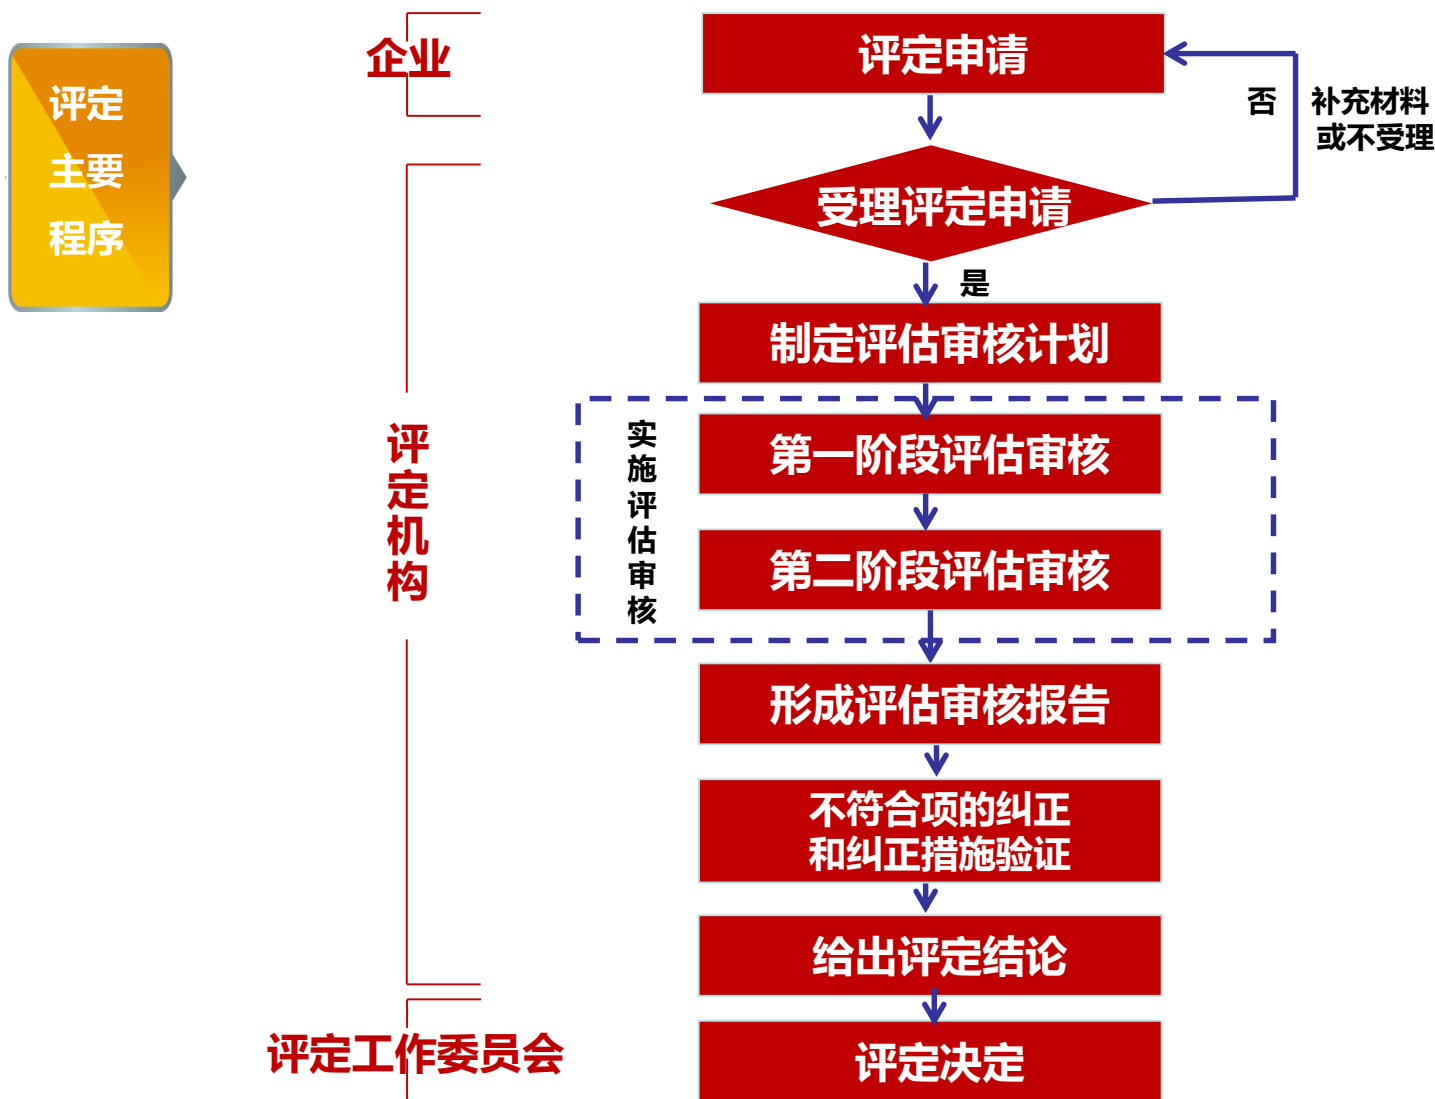 评定
主要
程序
企业
评定申请
否
补充材料
或不受理
受理评定申请
是
制定评估审核计划
评定机构
实施评估审核
第一阶段评估审核
第二阶段评估审核
形成评估审核报告
不符合项的纠正
和纠正措施验证
给出评定结论
评定工作委员会
评定决定